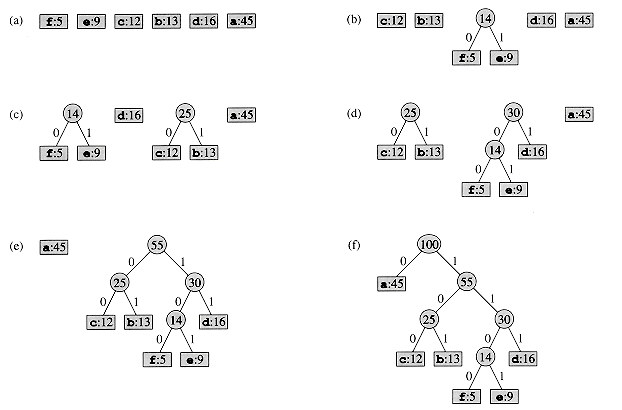 (a) f:5 e:9 c:12 b:13 d:16 a:45
(b) c:12 b:13 14 d:16 a:45
0 1
f:5 e:9
(c) 14 d:16 25 a:45
0 1 0 1
f:5 e:9 c:12 b:13
(d) 25 30 a:45
0 1 0 1
c:12 b:13 14 d:16
0 1
f:5 e:9
(e) a:45 55
0 1
25 30
0 1 0 1
c:12 b:13 14 d:16
0 1
f:5 e:9
(f) 100
0 1
a:45 55
0 1
25 30
0 1 0 1
c:12 b:13 14 d:16
0 1
f:5 e:9